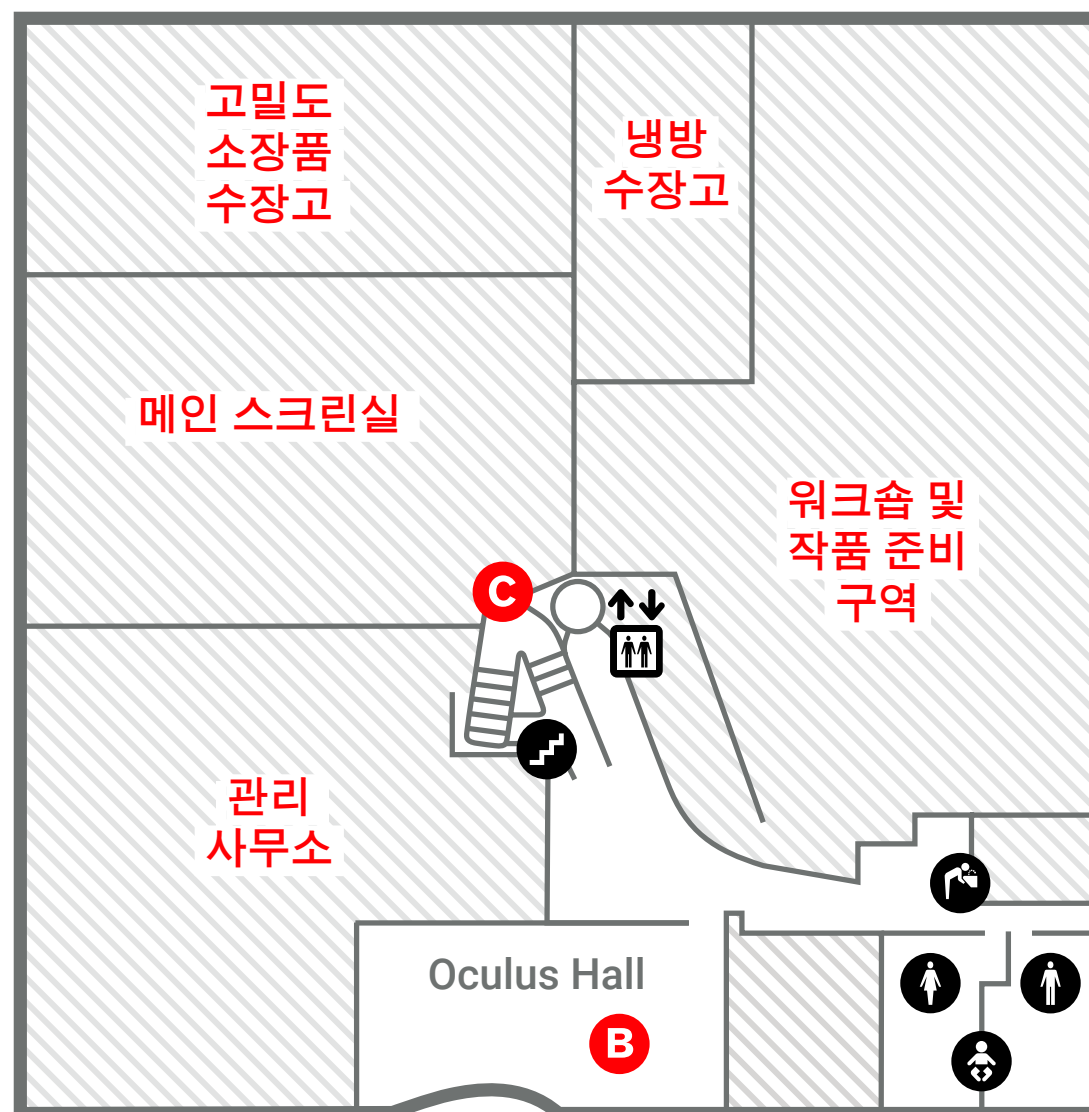 고밀도
소장품
수장고
냉방
수장고
메인 스크린실
워크숍 및
작품 준비
구역
C
관리
사무소
Oculus Hall
B